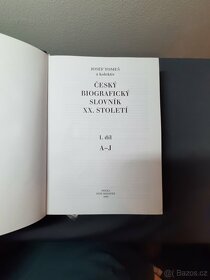 JOSEF TOMEŠ
a kolektiv
ČESKÝ
BIOGRAFICKÝ
SLOVNÍK
XX. STOLETÍ
I. díl
A–J
Bazos.cz